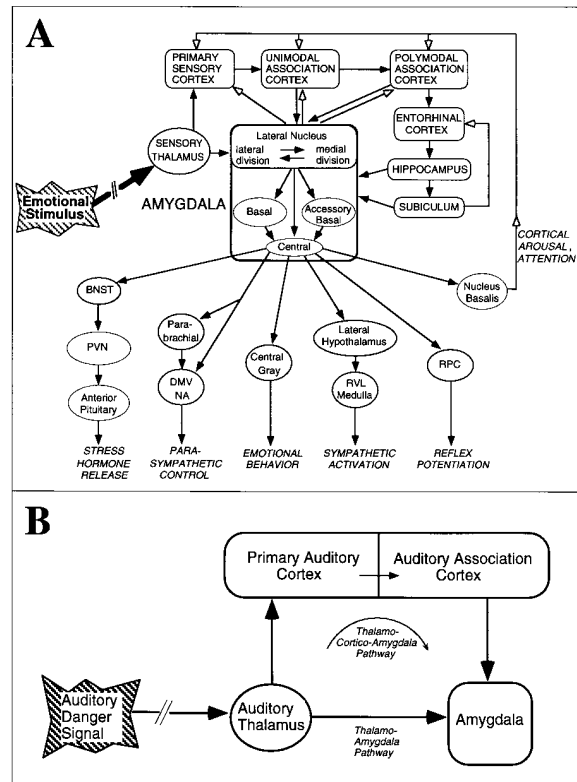 A
PRIMARY
SENSORY
CORTEX
UNIMODAL
ASSOCIATION
CORTEX
POLYMODAL
ASSOCIATION
CORTEX
ENTORHINAL
CORTEX
HIPPOCAMPUS
SUBICULUM
SENSORY
THALAMUS
Lateral Nucleus
lateral
division
medial
division
Emotional
Stimulus
AMYGDALA
Basal
Accessory
Basal
Central
CORTICAL
AROUSAL,
ATTENTION
Nucleus
Basalis
BNST
PVN
Anterior
Pituitary
STRESS
HORMONE
RELEASE
Para-
brachial
DMV
NA
PARA-
SYMPATHETIC
CONTROL
Central
Gray
EMOTIONAL
BEHAVIOR
Lateral
Hypothalamus
RVL
Medulla
SYMPATHETIC
ACTIVATION
RPC
REFLEX
POTENTIATION
B
Primary Auditory
Cortex
Auditory Association
Cortex
Thalamo-
Cortico-Amygdala
Pathway
Auditory
Danger
Signal
Auditory
Thalamus
Thalamo-
Amygdala
Pathway
Amygdala